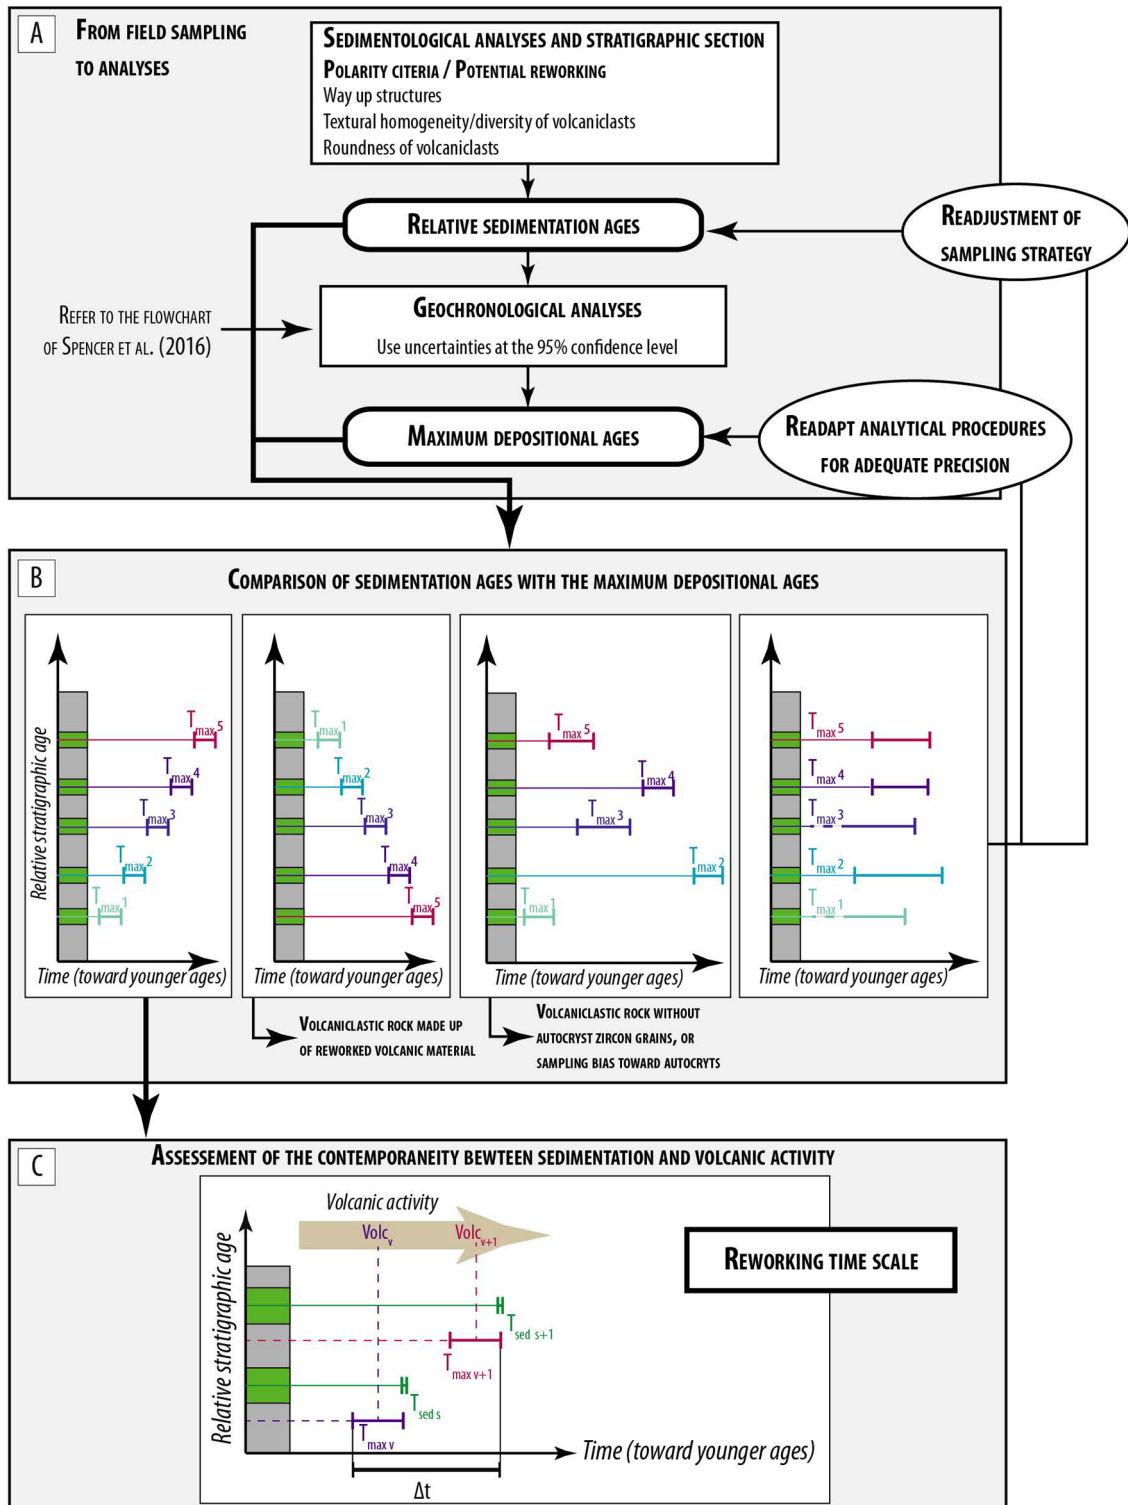 A
From field sampling
to analyses
Sedimentological analyses and stratigraphic section
Polarity citeria / Potential reworking
Way up structures
Textural homogeneity/diversity of volcaniclasts
Roundness of volcaniclasts
Relative sedimentation ages
Readjustment of
sampling strategy
Refer to the flowchart
of Spencer et al. (2016)
Geochronological analyses
Use uncertainties at the 95% confidence level
Maximum depositional ages
Readapt analytical procedures
for adequate precision
B
Comparison of sedimentation ages with the maximum depositional ages
Relative stratigraphic age
Tmax5
Tmax4
Tmax3
Tmax2
Tmax1
Time (toward younger ages)
Tmax1
Tmax2
Tmax3
Tmax4
Tmax5
Time (toward younger ages)
Tmax5
Tmax4
Tmax3
Tmax2
Tmax1
Time (toward younger ages)
Tmax5
Tmax4
Tmax3
Tmax2
Tmax1
Time (toward younger ages)
Volcaniclastic rock made up
of reworked volcanic material
Volcaniclastic rock without
autocryst zircon grains, or
sampling bias toward autocryts
C
Assessement of the contemporaneity bewteen sedimentation and volcanic activity
Relative stratigraphic age
Volcanic activity
Volcv
Volcv+1
Tsed s+1
Tmax v+1
Tsed s
Tmax v
Time (toward younger ages)
Δt
Reworking time scale